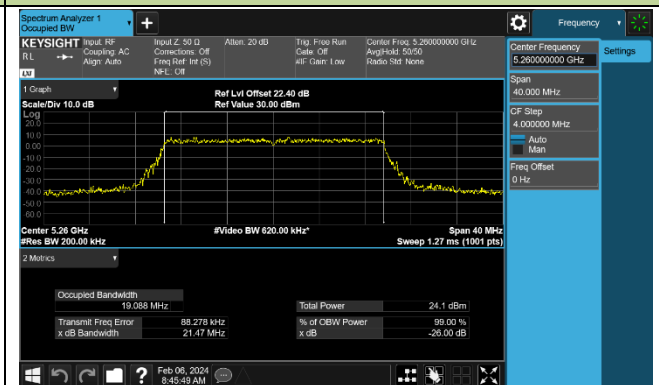 Spectrum Analyzer 1
Occupied BW
+
Frequency
KEYSIGHT
RL
LXI
Input: RF
Coupling: AC
Align: Auto
Input Z: 50 Ω
Corrections: Off
Freq Ref: Int (S)
NFE: Off
Atten: 20 dB
Trig: Free Run
Gate: Off
#IF Gain: Low
Center Freq: 5.260000000 GHz
Avg|Hold: 50/50
Radio Std: None
Center Frequency
5.260000000 GHz
Settings
Span
40.000 MHz
CF Step
4.000000 MHz
Auto
Man
Freq Offset
0 Hz
1 Graph
Scale/Div 10.0 dB
Ref Lvl Offset 22.40 dB
Ref Value 30.00 dBm
Log
20.0
10.0
0.00
-10.0
-20.0
-30.0
-40.0
-50.0
-60.0
Center 5.26 GHz
#Res BW 200.00 kHz
#Video BW 620.00 kHz*
Span 40 MHz
Sweep 1.27 ms (1001 pts)
2 Metrics
Occupied Bandwidth
19.088 MHz
Total Power 24.1 dBm
Transmit Freq Error 88.278 kHz
% of OBW Power 99.00 %
x dB Bandwidth 21.47 MHz
x dB -26.00 dB
?
Feb 06, 2024
8:45:49 AM